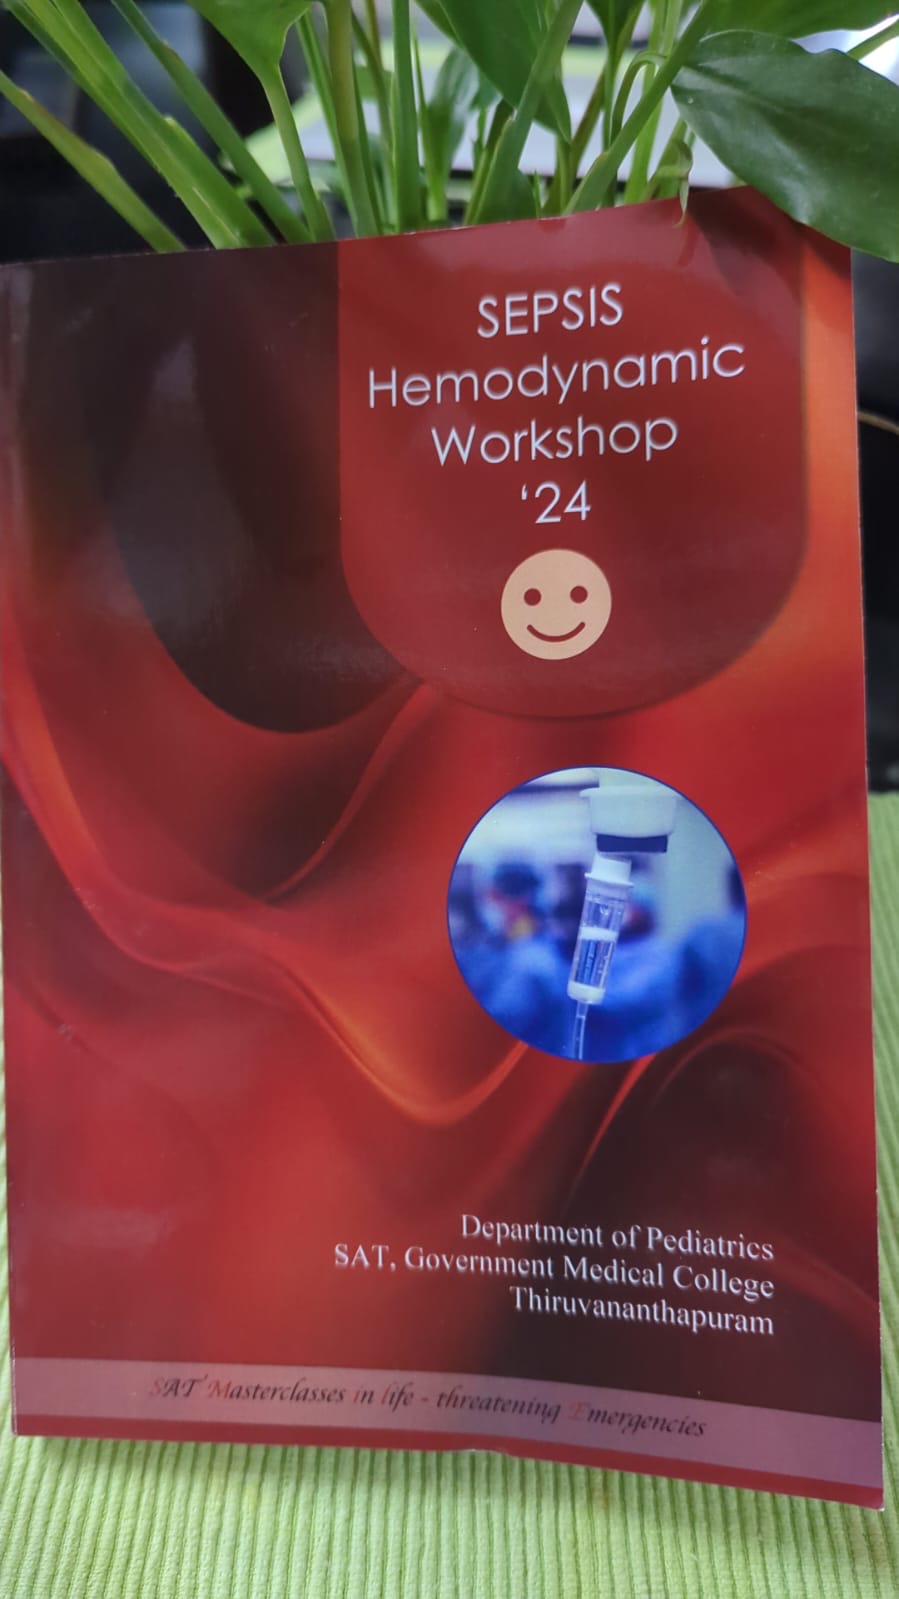 SEPSIS
Hemodynamic
Workshop
‘24
Department of Pediatrics
SAT, Government Medical College
Thiruvananthapuram
SAT Masterclasses in life - threatening Emergencies